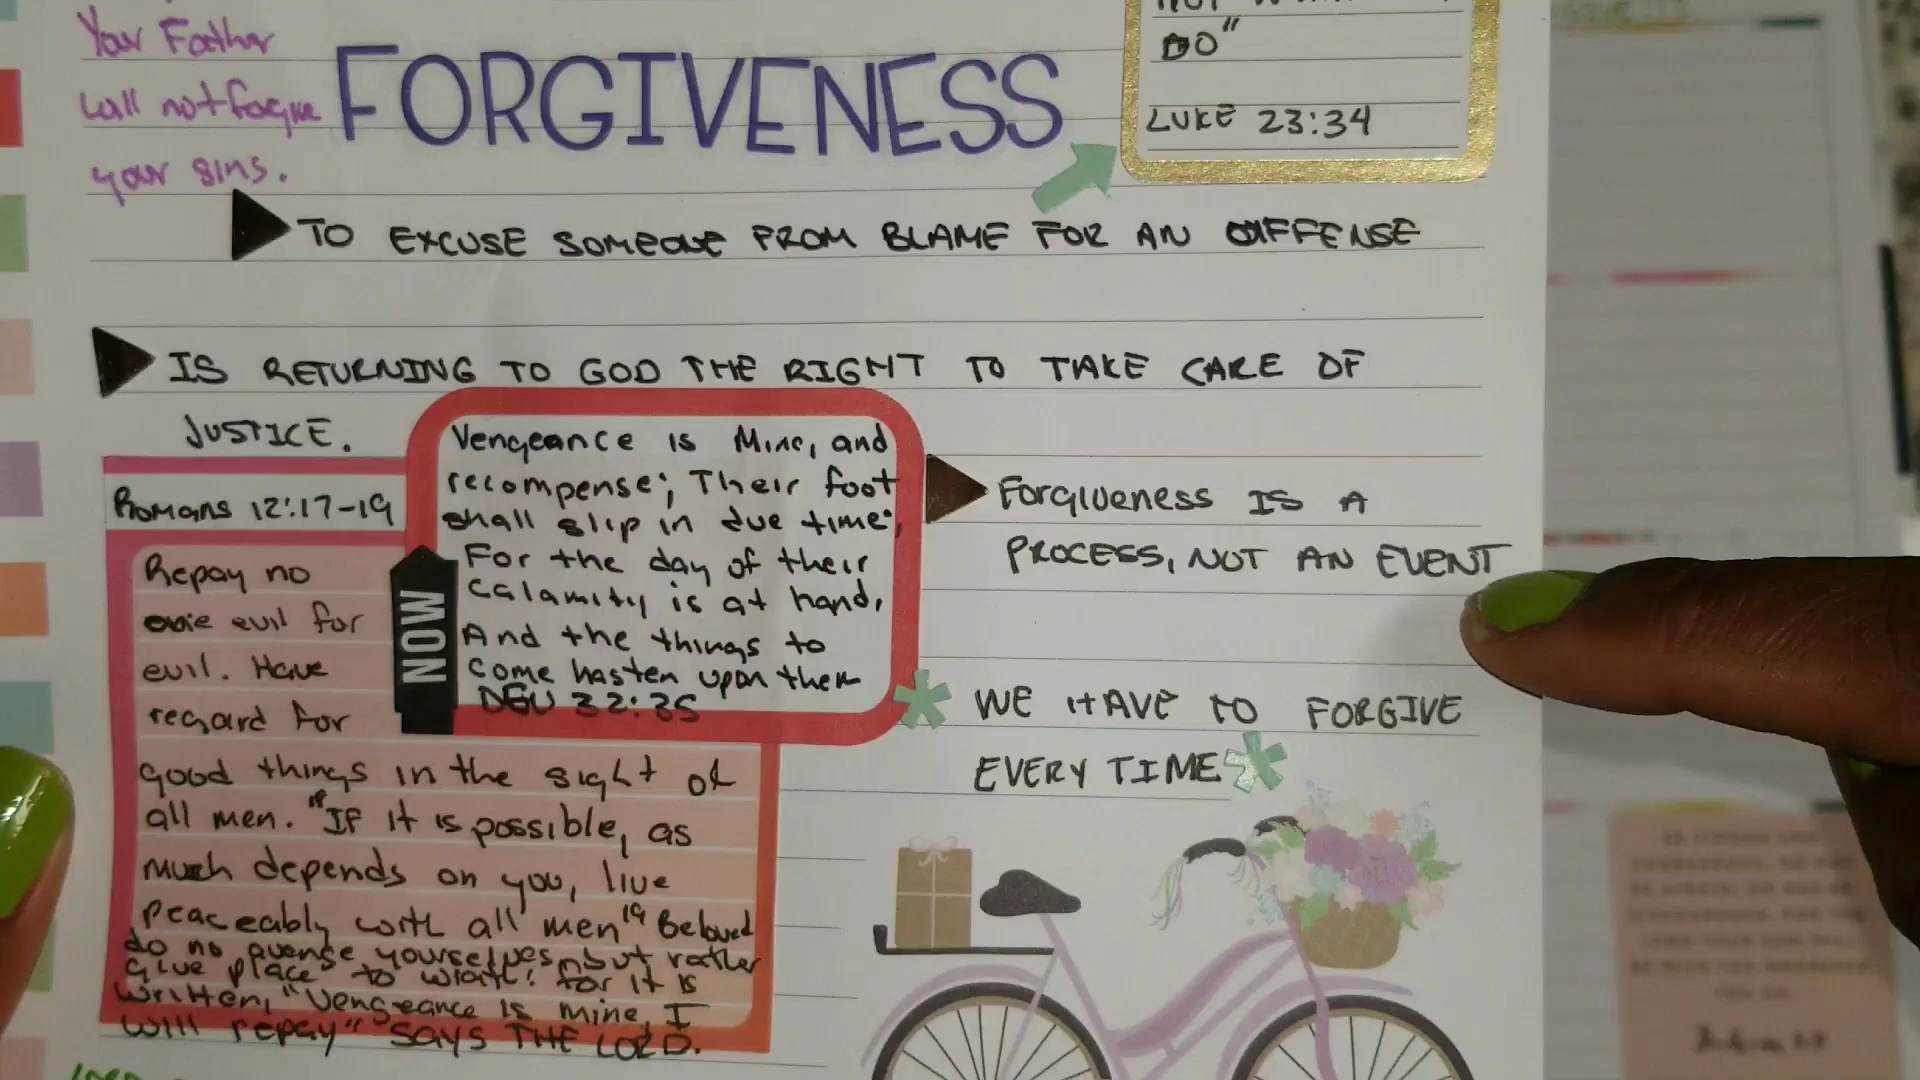 Your Father
will not forgive
your sins.
FORGIVENESS
DO"
LUKE 23:34
TO EXCUSE SOMEONE FROM BLAME FOR AN OFFENSE
IS RETURNING TO GOD THE RIGHT TO TAKE CARE OF
JUSTICE.
Romans 12:17-19
Repay no
evil for
evil. Have
regard for
good things in the sight of
all men. 18 "IF it is possible, as
much depends on you, live
peaceably with all men" 19 Beloved
do no avenge yourselves, but rather
give place to wrath: for it is
written, "Vengeance is mine, I
will repay" says THE LORD.
NOW
Vengeance is Mine, and
recompense; Their foot
shall slip in due time;
For the day of their
calamity is at hand,
And the things to
come hasten upon them
DEU 32:35
Forgiveness IS A
PROCESS, NOT AN EVENT
* WE HAVE TO FORGIVE
EVERY TIME *